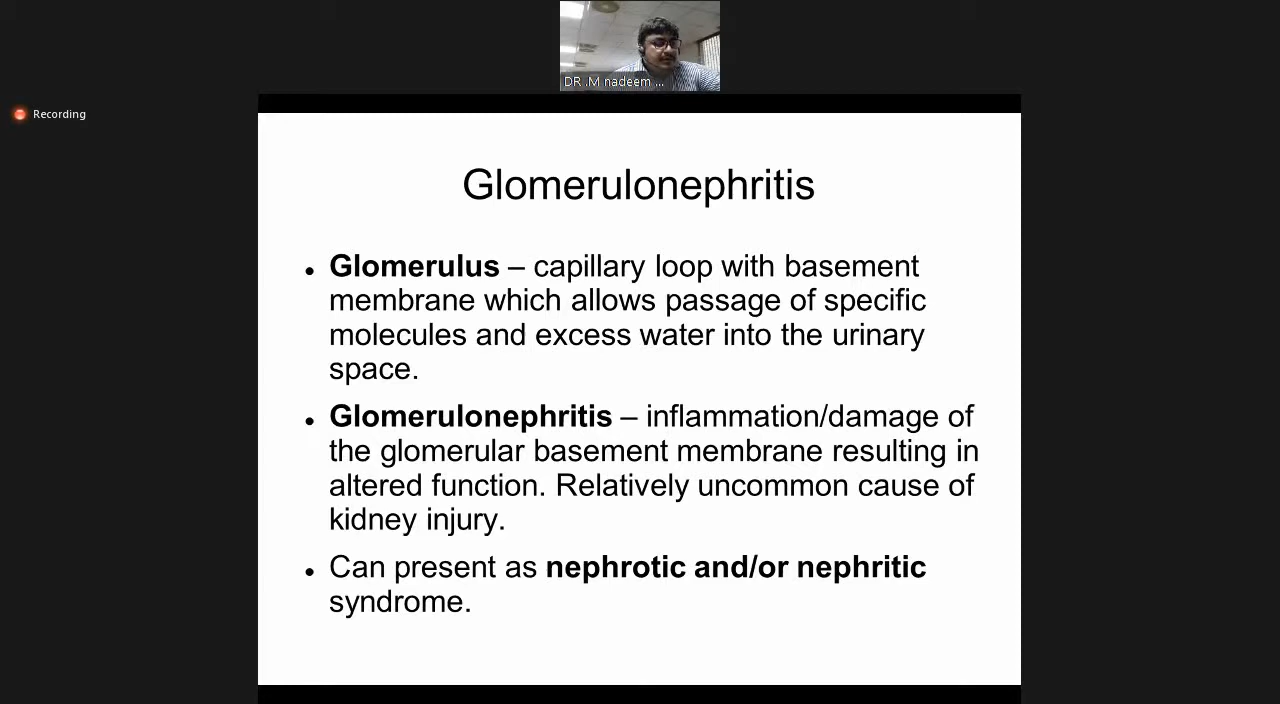 DR .M nadeem ...
Recording
Glomerulonephritis
• Glomerulus – capillary loop with basement
membrane which allows passage of specific
molecules and excess water into the urinary
space.
• Glomerulonephritis – inflammation/damage of
the glomerular basement membrane resulting in
altered function. Relatively uncommon cause of
kidney injury.
• Can present as nephrotic and/or nephritic
syndrome.